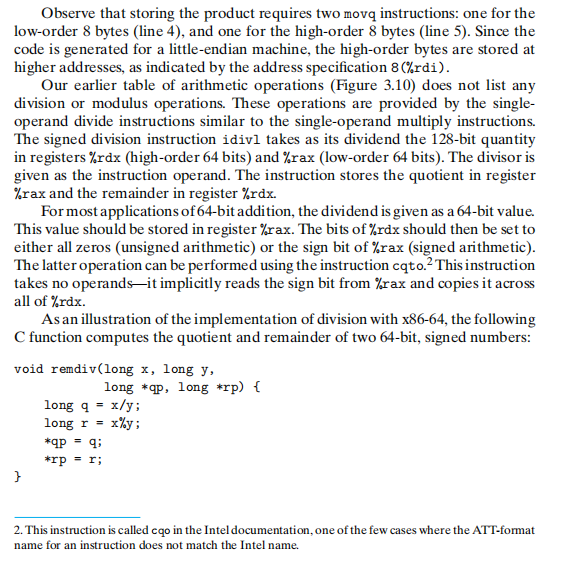 Observe that storing the product requires two movq instructions: one for the
low-order 8 bytes (line 4), and one for the high-order 8 bytes (line 5). Since the
code is generated for a little-endian machine, the high-order bytes are stored at
higher addresses, as indicated by the address specification 8(%rdi).
Our earlier table of arithmetic operations (Figure 3.10) does not list any
division or modulus operations. These operations are provided by the single-
operand divide instructions similar to the single-operand multiply instructions.
The signed division instruction idivl takes as its dividend the 128-bit quantity
in registers %rdx (high-order 64 bits) and %rax (low-order 64 bits). The divisor is
given as the instruction operand. The instruction stores the quotient in register
%rax and the remainder in register %rdx.
For most applications of 64-bit addition, the dividend is given as a 64-bit value.
This value should be stored in register %rax. The bits of %rdx should then be set to
either all zeros (unsigned arithmetic) or the sign bit of %rax (signed arithmetic).
The latter operation can be performed using the instruction cqto.2 This instruction
takes no operands—it implicitly reads the sign bit from %rax and copies it across
all of %rdx.
As an illustration of the implementation of division with x86-64, the following
C function computes the quotient and remainder of two 64-bit, signed numbers:
void remdiv(long x, long y,
long *qp, long *rp) {
long q = x/y;
long r = x%y;
*qp = q;
*rp = r;
}
2. This instruction is called cqo in the Intel documentation, one of the few cases where the ATT-format
name for an instruction does not match the Intel name.